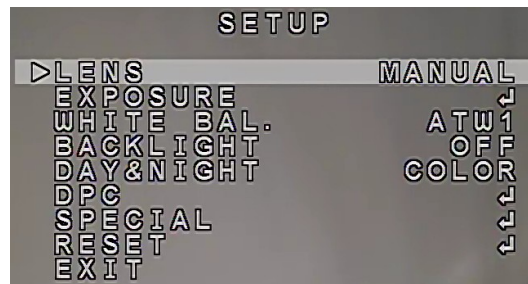 SETUP
▷LENS MANUAL
EXPOSURE ↲
WHITE BAL. ATW1
BACKLIGHT OFF
DAY&NIGHT COLOR
DPC ↲
SPECIAL ↲
RESET ↲
EXIT